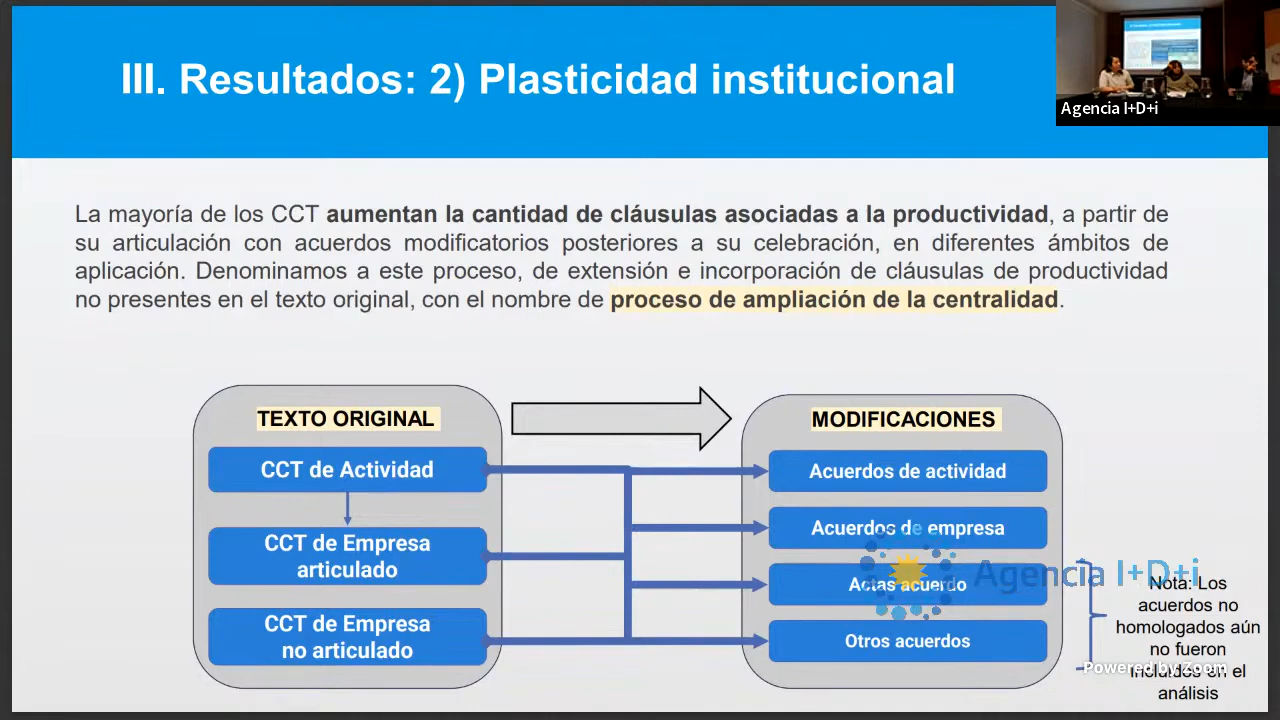 III. Resultados: 2) Plasticidad institucional
Agencia I+D+i
La mayoría de los CCT aumentan la cantidad de cláusulas asociadas a la productividad, a partir de
su articulación con acuerdos modificatorios posteriores a su celebración, en diferentes ámbitos de
aplicación. Denominamos a este proceso, de extensión e incorporación de cláusulas de productividad
no presentes en el texto original, con el nombre de proceso de ampliación de la centralidad.
TEXTO ORIGINAL
CCT de Actividad
CCT de Empresa
articulado
CCT de Empresa
no articulado
MODIFICACIONES
Acuerdos de actividad
Acuerdos de empresa
Actas acuerdo
Otros acuerdos
Agencia I+D+i
Nota: Los
acuerdos no
homologados aún
no fueron
incluidos en el
análisis
Powered by Zoom